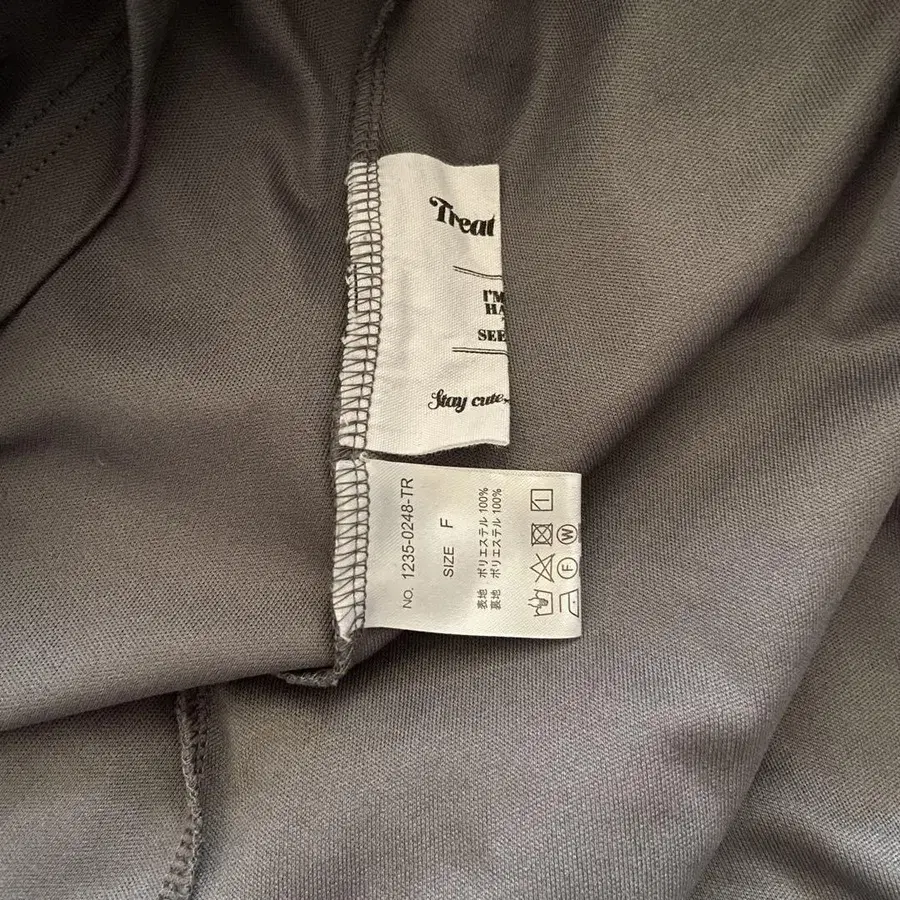 Treat
I'M
HA
SEE
Stay cute
NO. 1235-0248-TR
SIZE F
表地 ポリエステル 100%
裏地 ポリエステル 100%
F W